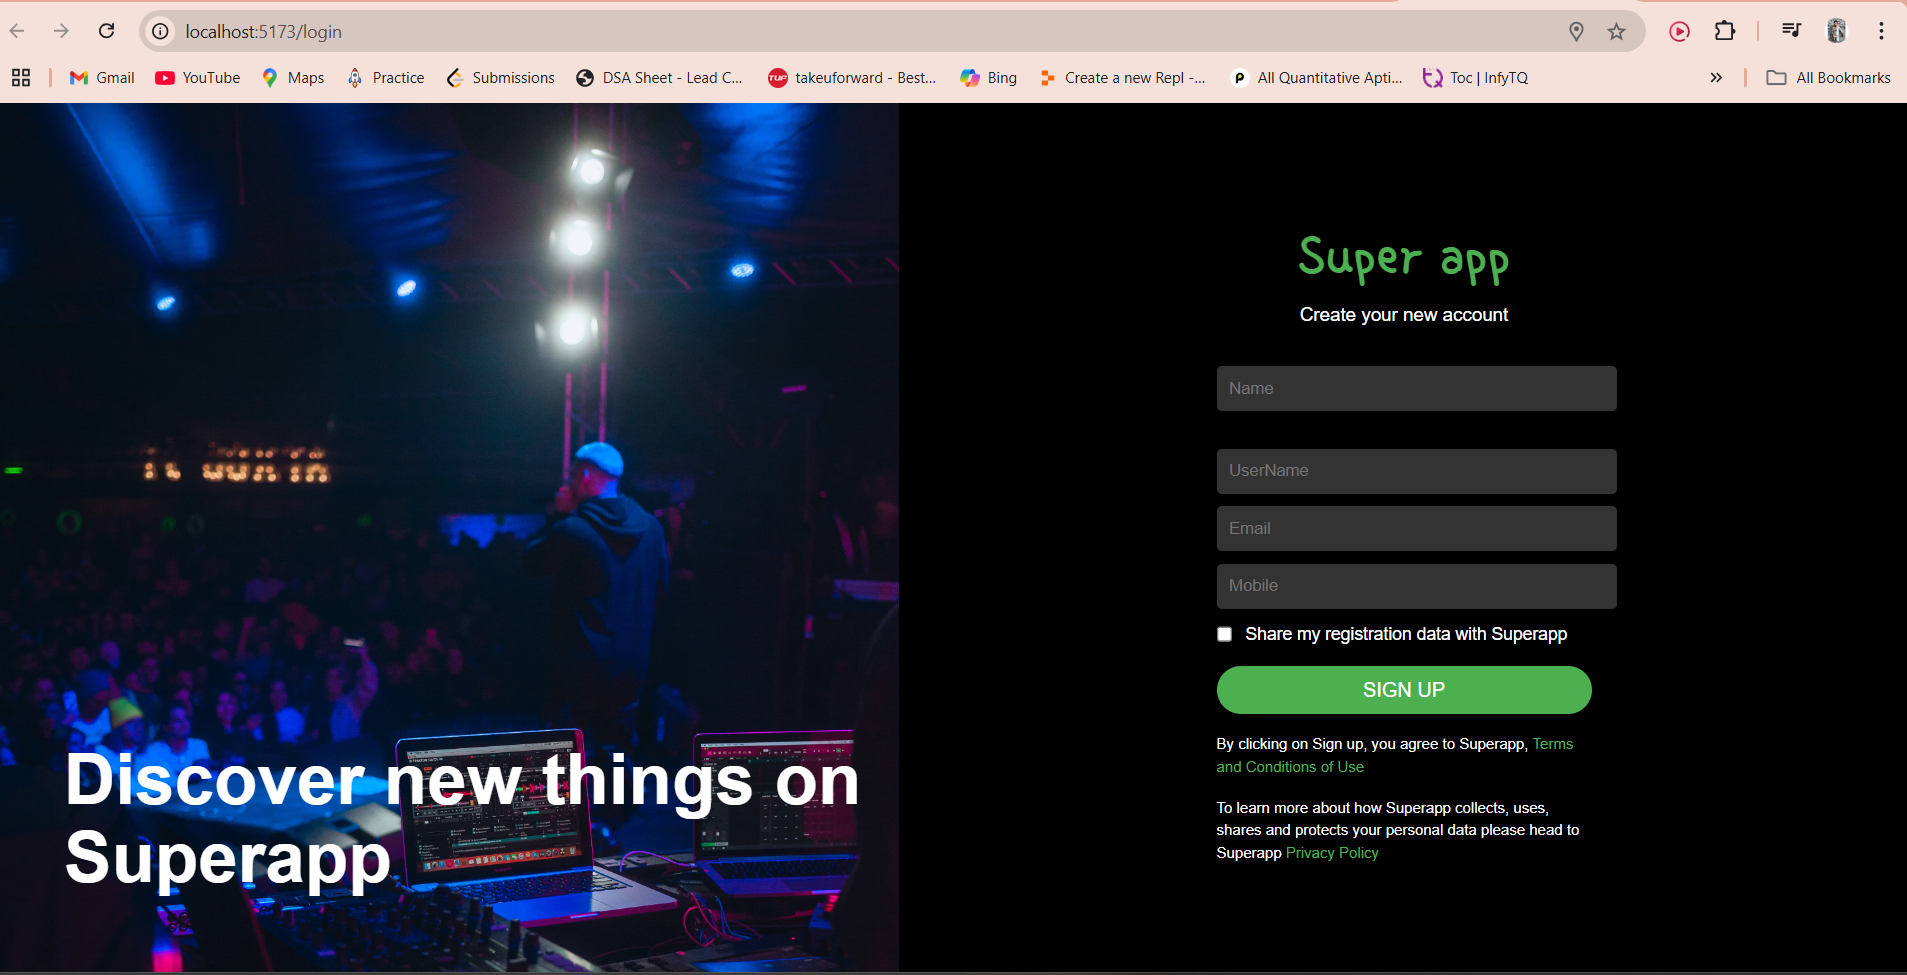 localhost:5173/login
Gmail YouTube Maps Practice Submissions DSA Sheet - Lead C... takeuforward - Best... Bing Create a new Repl -... All Quantitative Apti... Toc | InfyTQ » All Bookmarks
Super app
Create your new account
Name
UserName
Email
Mobile
Share my registration data with Superapp
SIGN UP
By clicking on Sign up, you agree to Superapp, Terms
and Conditions of Use
To learn more about how Superapp collects, uses,
shares and protects your personal data please head to
Superapp Privacy Policy
Discover new things on
Superapp